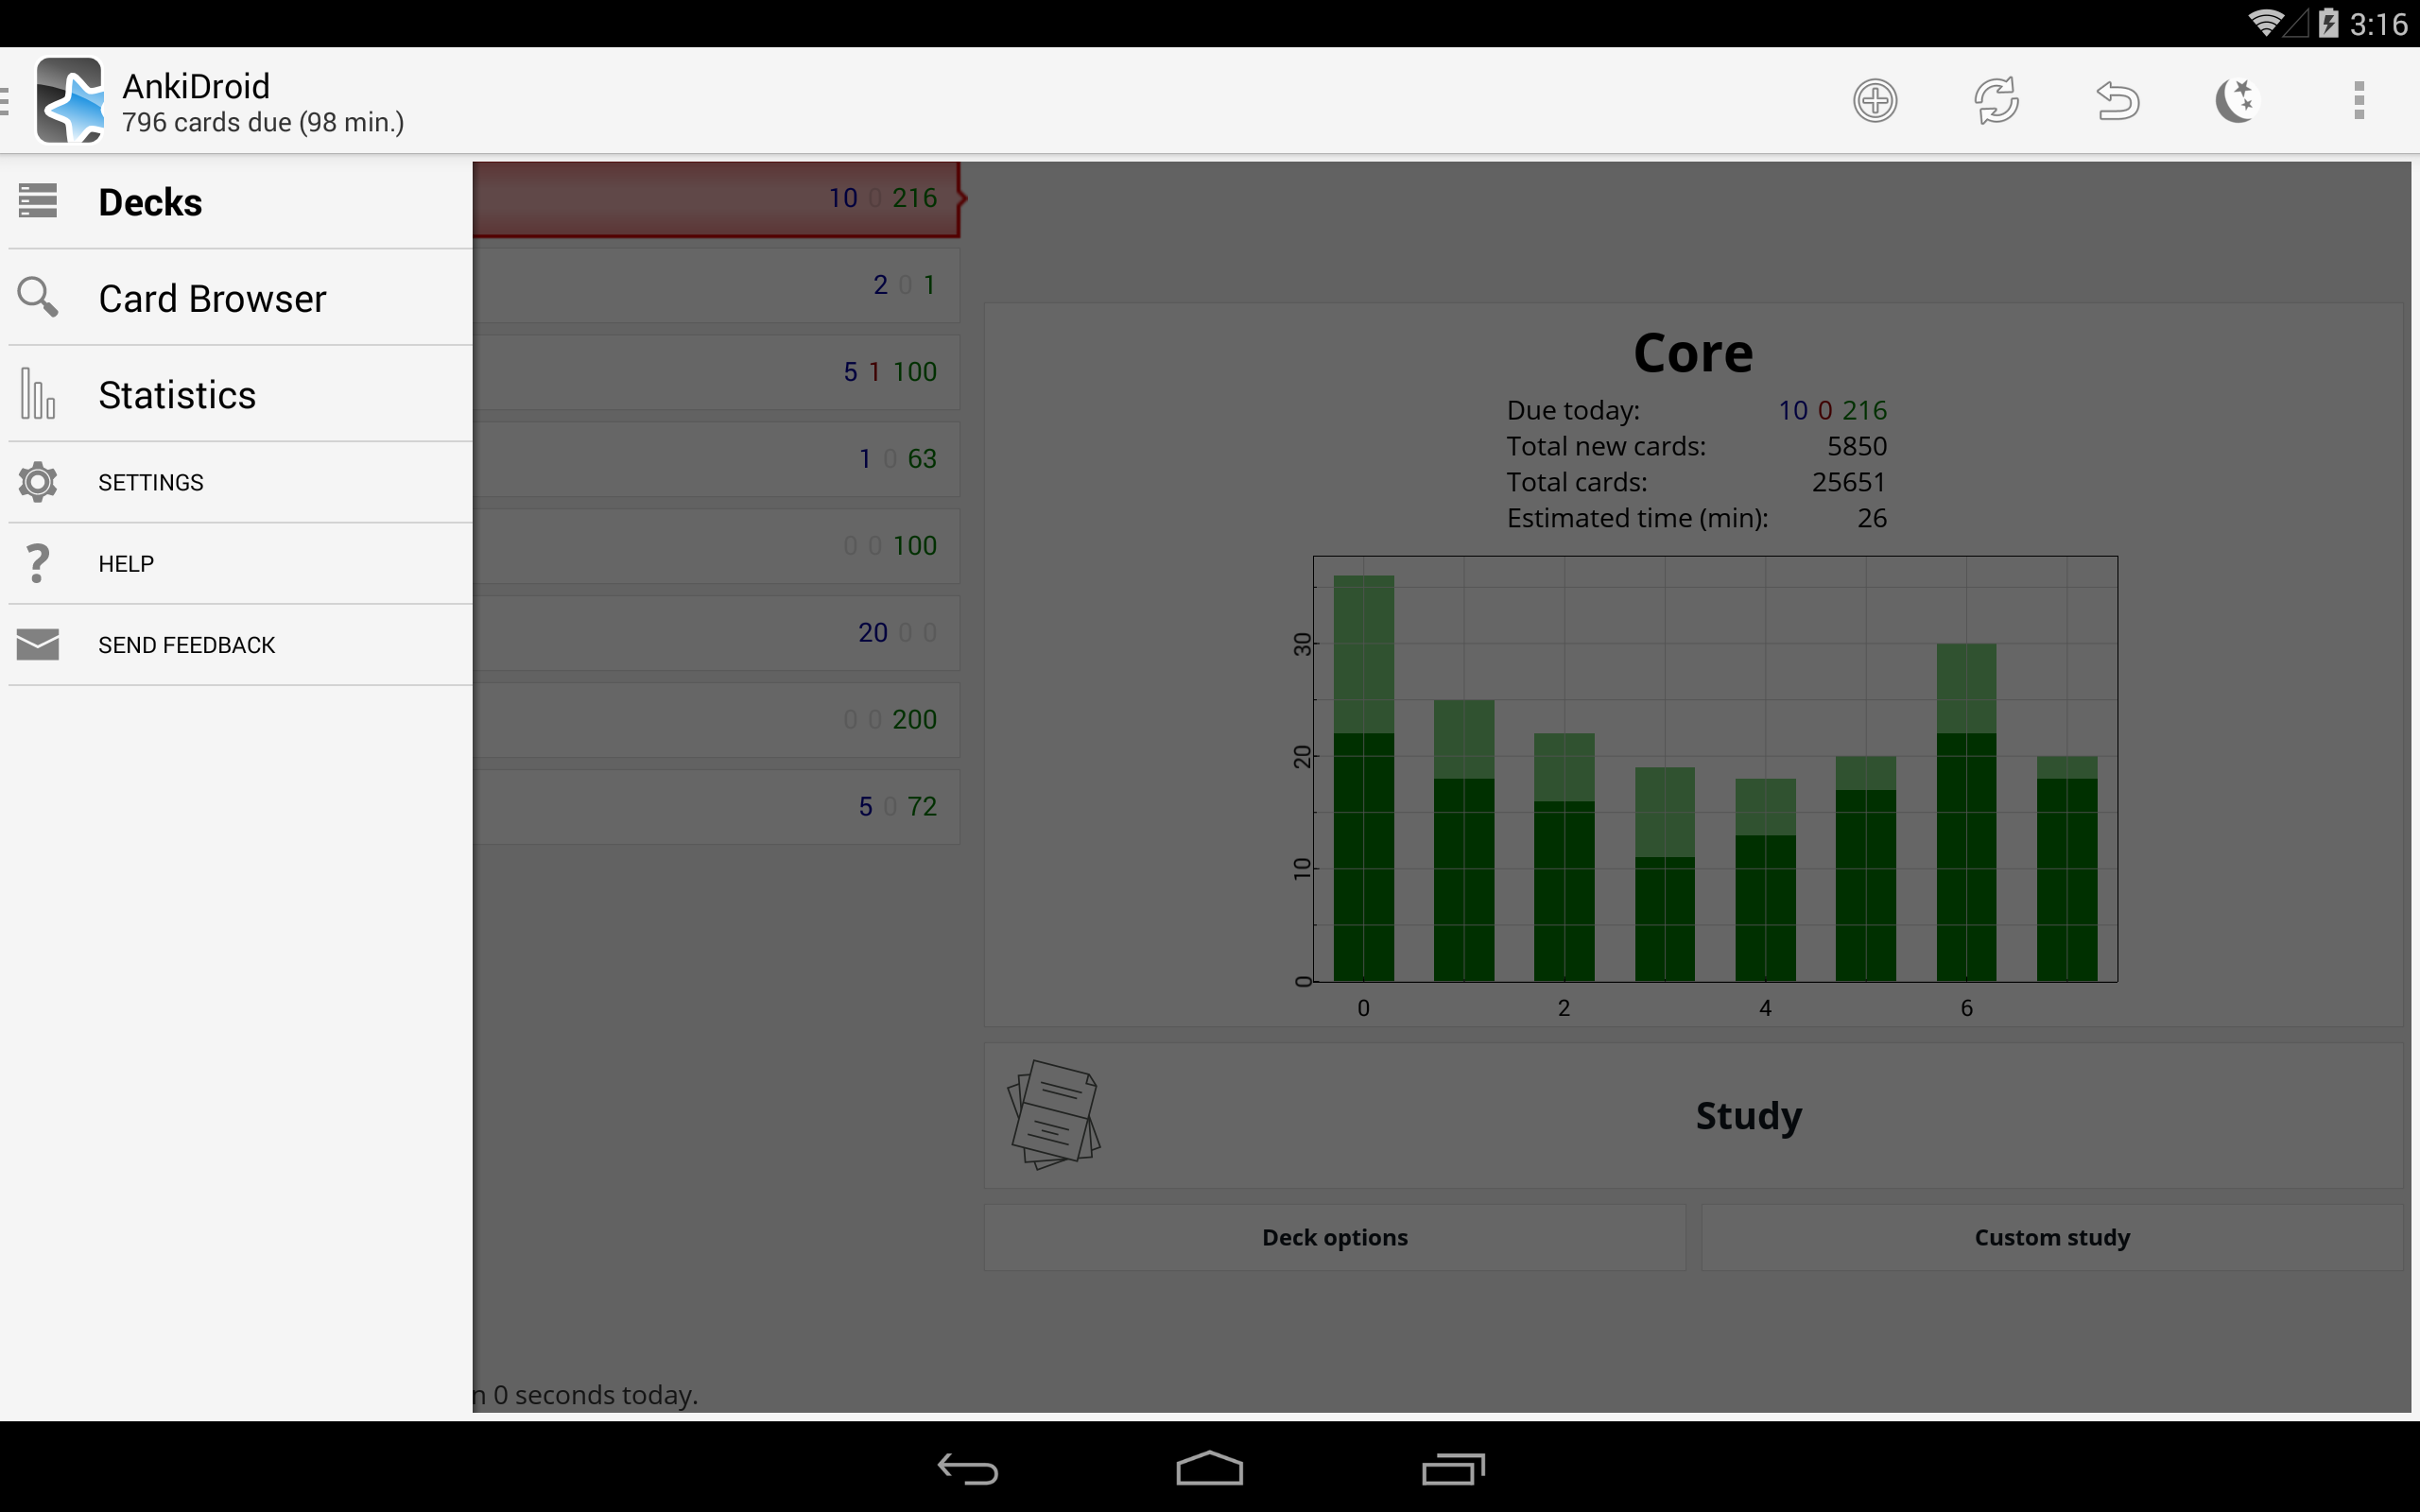 3:16
AnkiDroid
796 cards due (98 min.)
Decks
Card Browser
Statistics
SETTINGS
HELP
SEND FEEDBACK
10 0 216
2 0 1
5 1 100
1 0 63
0 0 100
20 0 0
0 0 200
5 0 72
n 0 seconds today.
Core
Due today: 10 0 216
Total new cards: 5850
Total cards: 25651
Estimated time (min): 26
30
20
10
0
0 2 4 6
Study
Deck options
Custom study